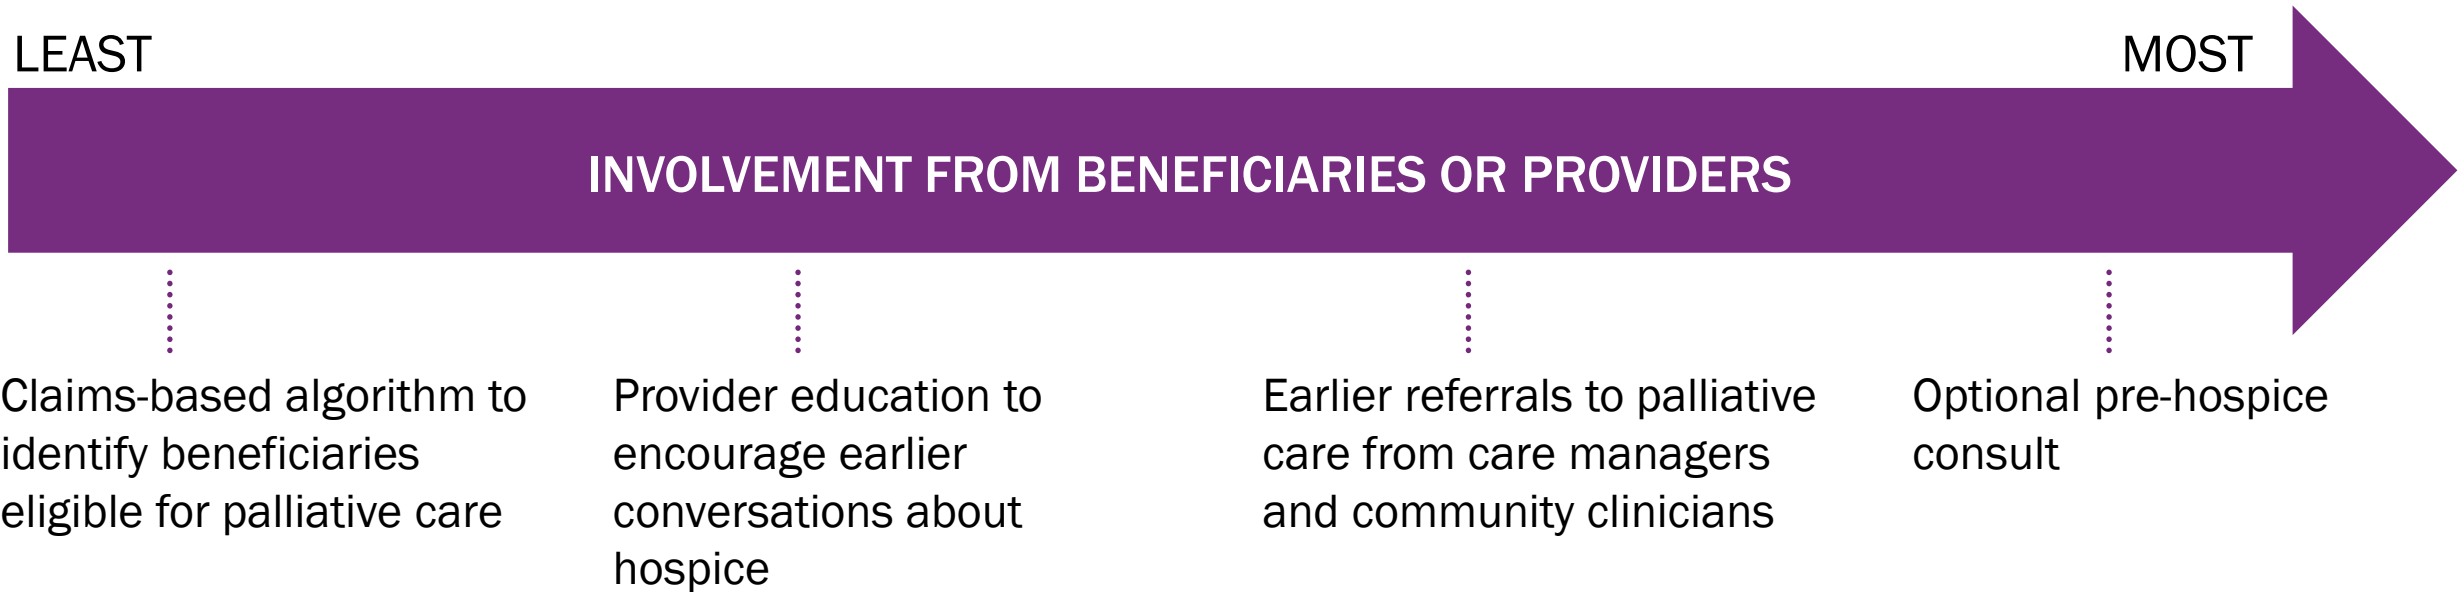 LEAST
MOST
INVOLVEMENT FROM BENEFICIARIES OR PROVIDERS
Claims-based algorithm to
identify beneficiaries
eligible for palliative care
Provider education to
encourage earlier
conversations about
hospice
Earlier referrals to palliative
care from care managers
and community clinicians
Optional pre-hospice
consult